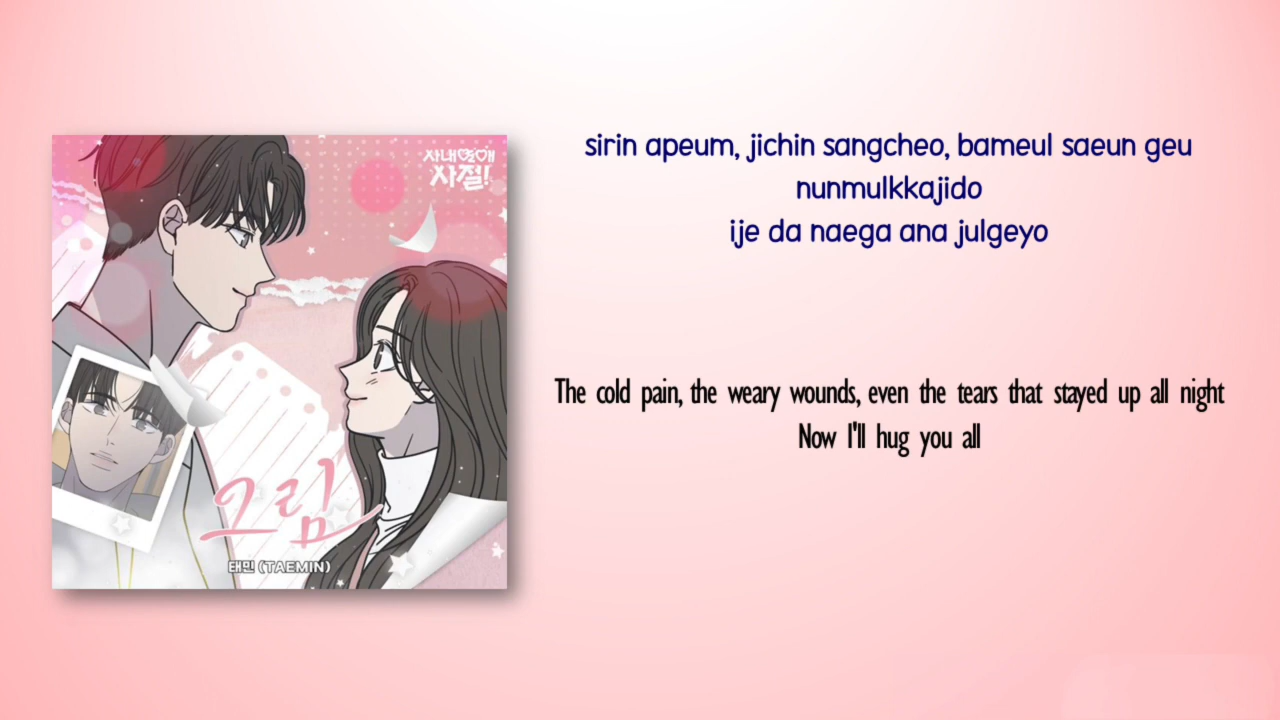 사내연애
사절!
그림
태민 (TAEMIN)
sirin apeum, jichin sangcheo, bameul saeun geu
nunmulkkajido
ije da naega ana julgeyo
The cold pain, the weary wounds, even the tears that stayed up all night
Now I'll hug you all